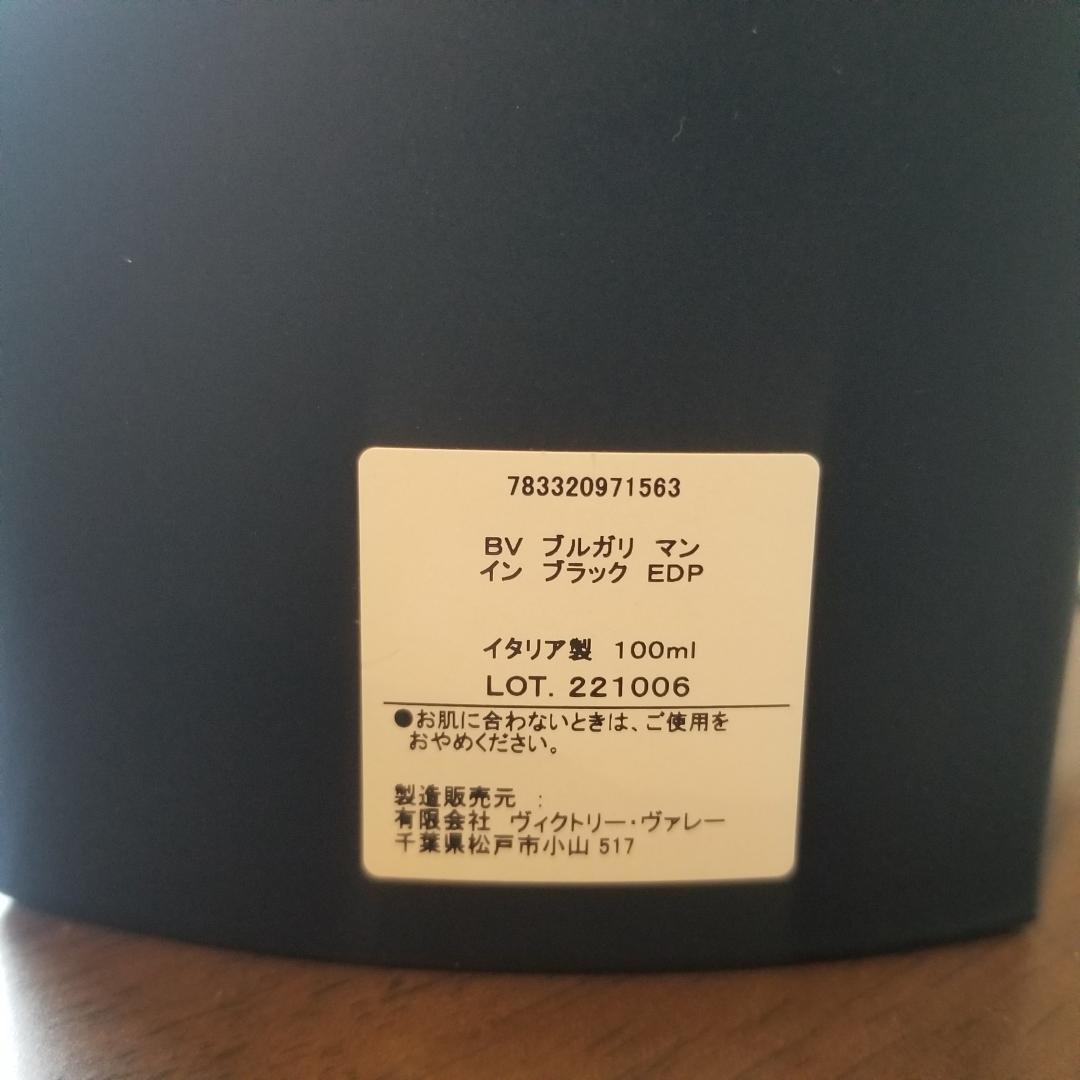 783320971563
BV ブルガリ マン
イン ブラック EDP
イタリア製 100ml
LOT. 221006
●お肌に合わないときは、ご使用を
おやめください。
製造販売元 :
有限会社 ヴィクトリー・ヴァレー
千葉県松戸市小山 517